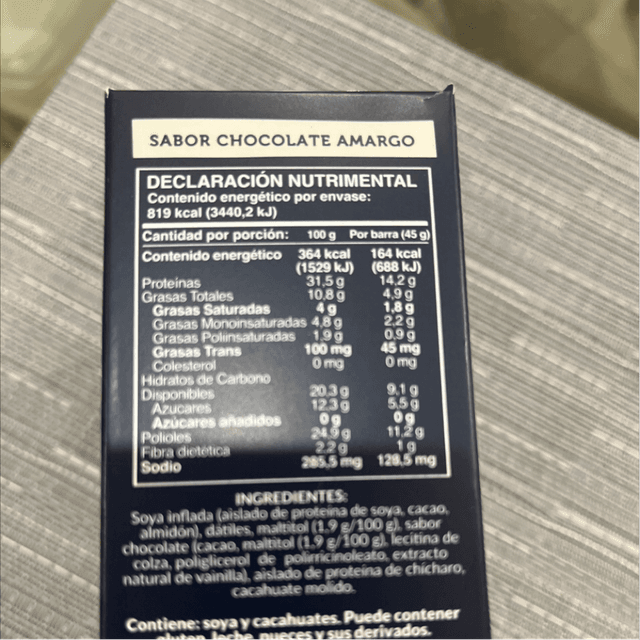 SABOR CHOCOLATE AMARGO
DECLARACIÓN NUTRIMENTAL
Contenido energético por envase:
819 kcal (3440,2 kJ)
Cantidad por porción: 100 g Por barra (45 g)
Contenido energético 364 kcal 164 kcal
(1529 kJ) (688 kJ)
Proteínas 31,5 g 14,2 g
Grasas Totales 10,8 g 4,9 g
Grasas Saturadas 4 g 1,8 g
Grasas Monoinsaturadas 4,8 g 2,2 g
Grasas Poliinsaturadas 1,9 g 0,9 g
Grasas Trans 100 mg 45 mg
Colesterol 0 mg 0 mg
Hidratos de Carbono
Disponibles 20,3 g 9,1 g
Azucares 12,3 g 5,5 g
Azúcares añadidos 0 g 0 g
Polioles 24,9 g 11,2 g
Fibra dietética 2,2 g 1 g
Sodio 285,5 mg 128,5 mg
INGREDIENTES:
Soya inflada (aislado de proteína de soya, cacao,
almidón), dátiles, maltitol (1.9 g/100 g), sabor
chocolate (cacao, maltitol (1.9 g/100 g), lecitina de
colza, poliglicerol de polirricinoleato, extracto
natural de vainilla), aislado de proteína de chícharo,
cacahuate molido.
Contiene: soya y cacahuates. Puede contener
gluten, leche, nueces y sus derivados.